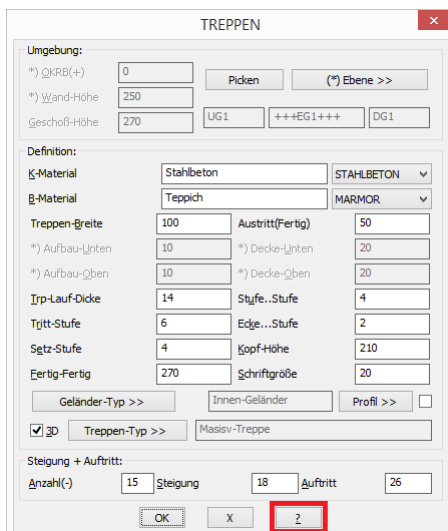 TREPPEN
Umgebung:
*) OKRB(+) 0 Picken (*) Ebene >>
*) Wand-Höhe 250
Geschoß-Höhe 270 UG1 +++EG1+++ DG1
Definition:
K-Material Stahlbeton STAHLBETON
B-Material Teppich MARMOR
Treppen-Breite 100 Austritt(Fertig) 50
*) Aufbau-Unten 10 *) Decke-Unten 20
*) Aufbau-Oben 10 *) Decke-Oben 20
Trp-Lauf-Dicke 14 Stufe..Stufe 4
Tritt-Stufe 6 Ecke...Stufe 2
Setz-Stufe 4 Kopf-Höhe 210
Fertig-Fertig 270 Schriftgröße 20
Geländer-Typ >> Innen-Geländer Profil >>
3D Treppen-Typ >> Masisv-Treppe
Steigung + Auftritt:
Anzahl(-) 15 Steigung 18 Auftritt 26
OK X ?